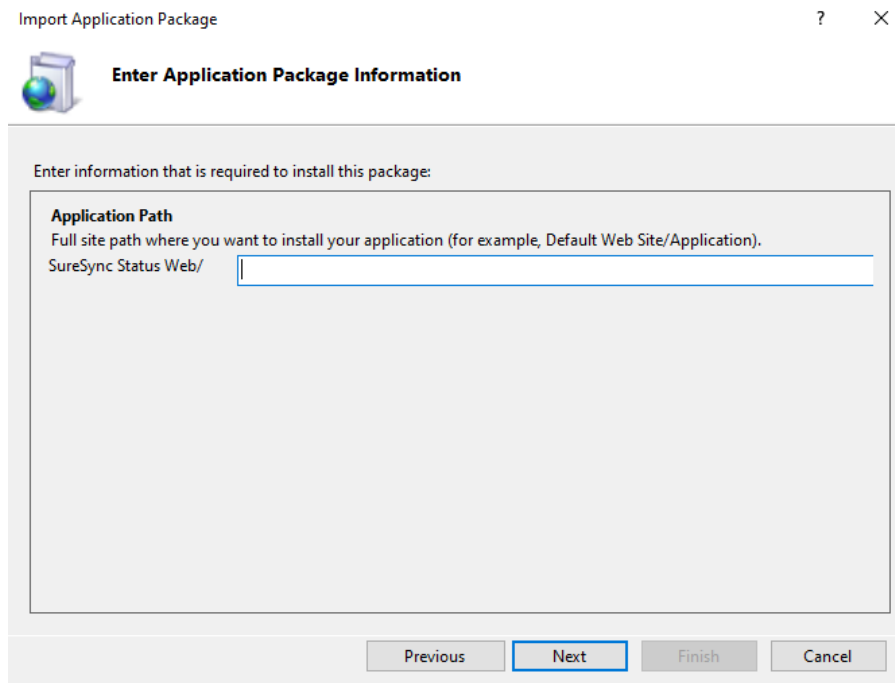 Import Application Package
? X
Enter Application Package Information
Enter information that is required to install this package:
Application Path
Full site path where you want to install your application (for example, Default Web Site/Application).
SureSync Status Web/
Previous Next Finish Cancel